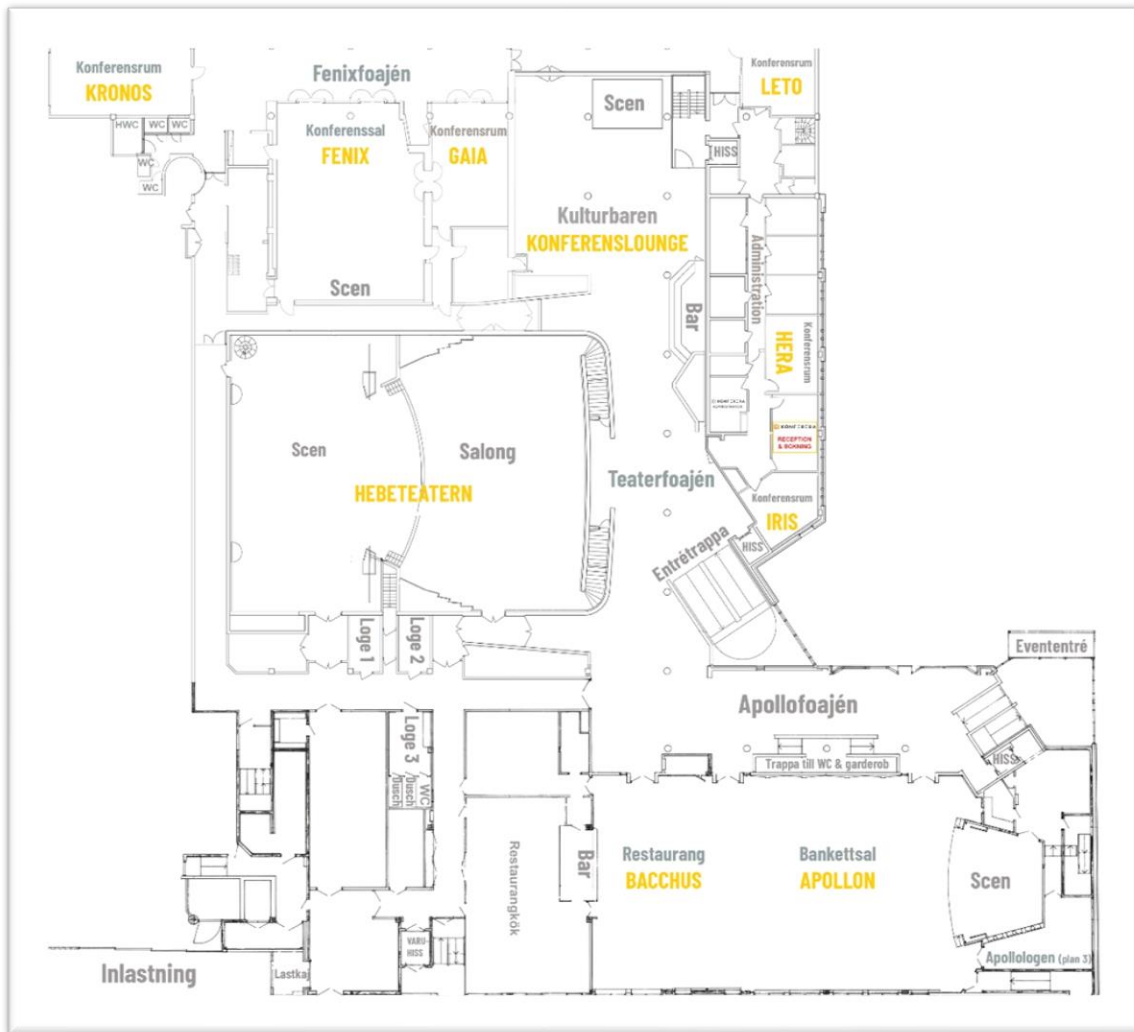 Konferensrum
KRONOS
Fenixfoajén
Konferensrum
LETO
Scen
HWC
WC
WC
WC
WC
Konferenssal
FENIX
Konferensrum
GAIA
HISS
Kulturbaren
KONFERENSLOUNGE
Scen
Administration
Bar
Konferensrum
HERA
RECEPTION
& BOKNING
Scen
Salong
HEBETEATERN
Teaterfoajén
Konferensrum
IRIS
HISS
Entrétrappa
Loge 1
Loge 2
Evententré
Apollofoajén
Loge 3
Dusch
Dusch
WC
Trappa till WC & garderob
HISS
Restaurangkök
Bar
Restaurang
BACCHUS
Bankettsal
APOLLON
Scen
VARU-
HISS
Inlastning
Lastkaj
Apollologen (plan 3)